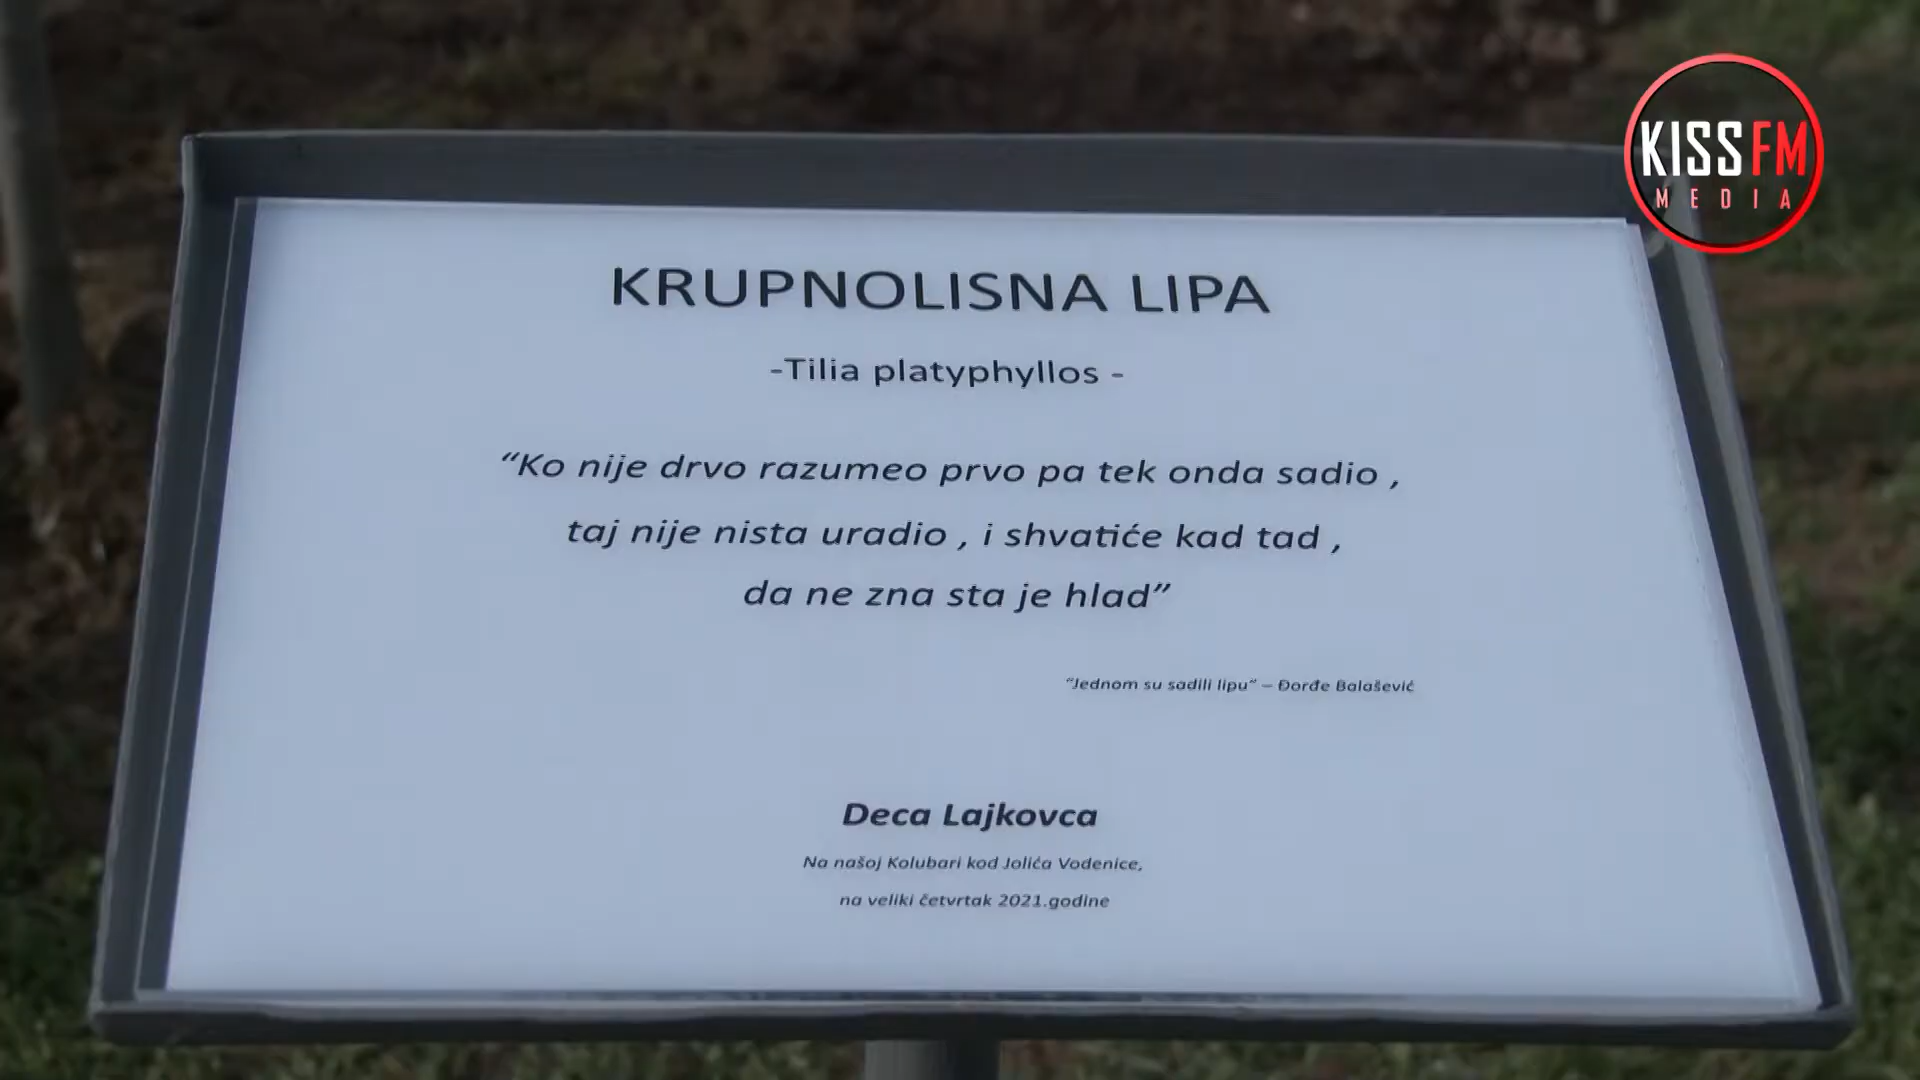 KISSFM
MEDIA
KRUPNOLISNA LIPA
-Tilia platyphyllos -
“Ko nije drvo razumeo prvo pa tek onda sadio ,
taj nije nista uradio , i shvatiće kad tad ,
da ne zna sta je hlad”
“Jednom su sadili lipu” – Đorđe Balašević
Deca Lajkovca
Na našoj Kolubari kod Jolića Vodenice,
na veliki četvrtak 2021.godine